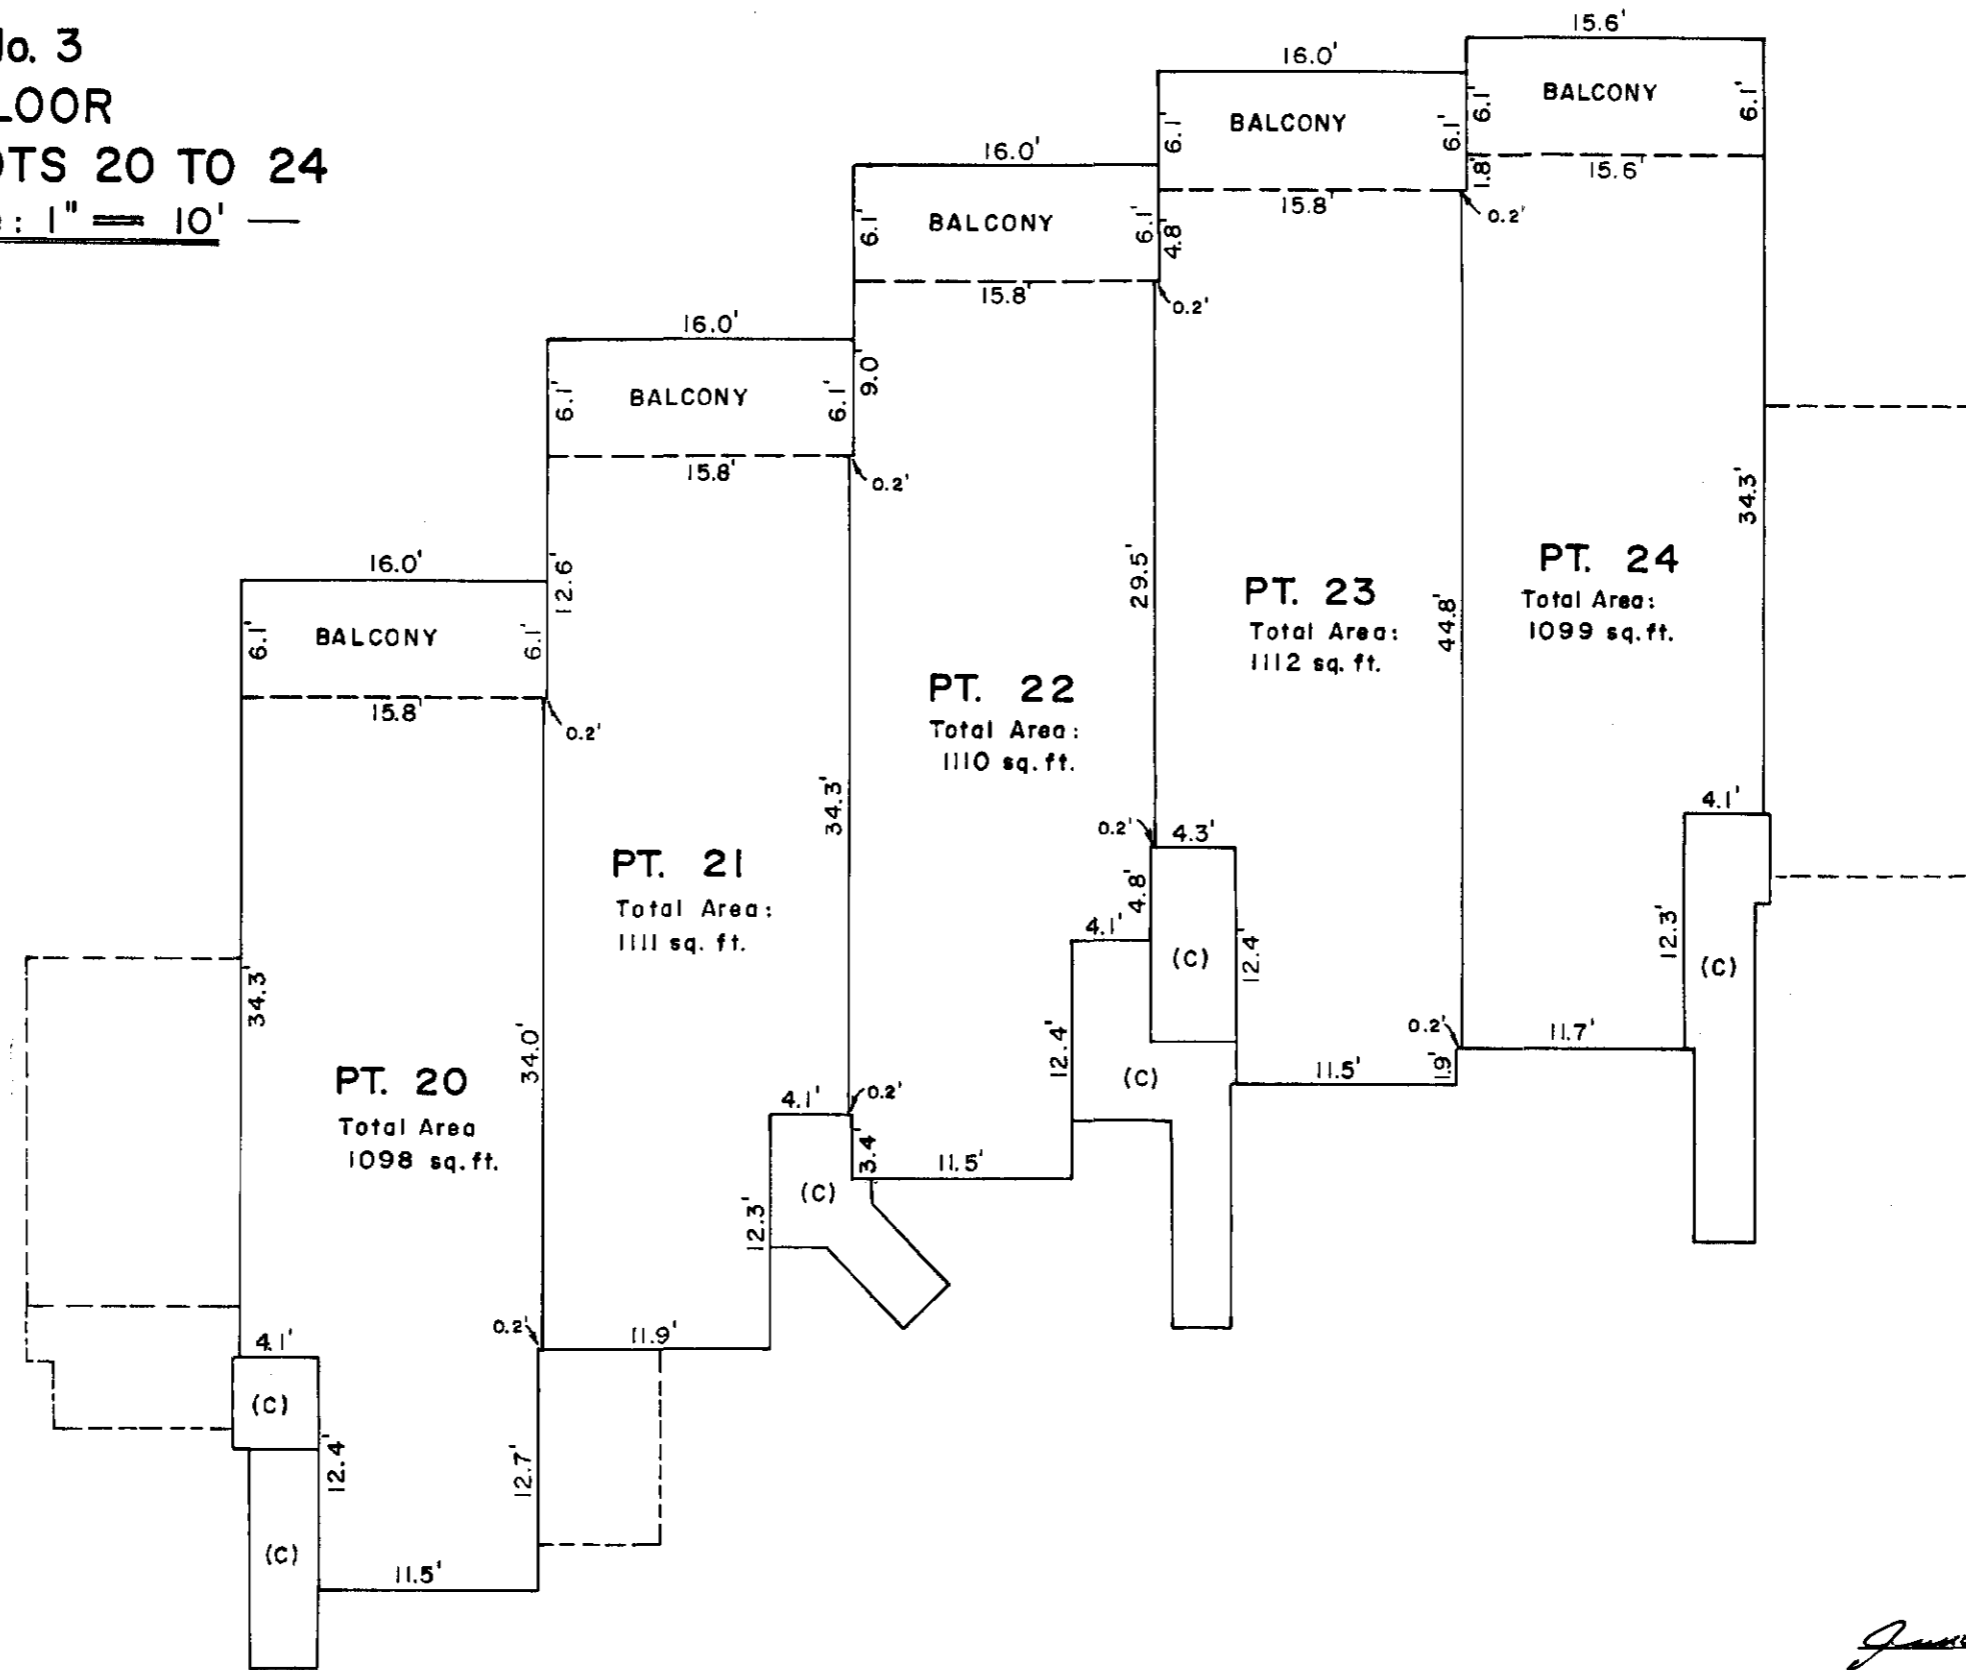 3
TS 20 TO 24
: 1" = 10' —
15.6'
16.0'
BALCONY
6.1'
6.1'
BALCONY
6.1'
6.1'
1.8'
15.6'
15.8'
0.2'
16.0'
BALCONY
6.1'
6.1'
4.8'
15.8'
0.2'
16.0'
BALCONY
6.1'
6.1'
9.0'
15.8'
0.2'
16.0'
BALCONY
6.1'
6.1'
12.6'
15.8'
0.2'
34.3'
29.5'
44.8'
PT. 24
Total Area:
1099 sq.ft.
PT. 23
Total Area:
1112 sq. ft.
PT. 22
Total Area:
1110 sq.ft.
34.3'
PT. 21
Total Area:
1111 sq. ft.
34.3'
34.0'
PT. 20
Total Area
1098 sq.ft.
4.1'
12.3'
(C)
0.2'
4.3'
4.8'
4.1'
(C)
12.4
0.2'
11.7'
1.9'
11.5'
12.4'
(C)
4.1'
0.2'
3.4'
11.5'
(C)
12.3'
0.2'
11.9'
4.1'
(C)
12.4'
12.7'
(C)
11.5'